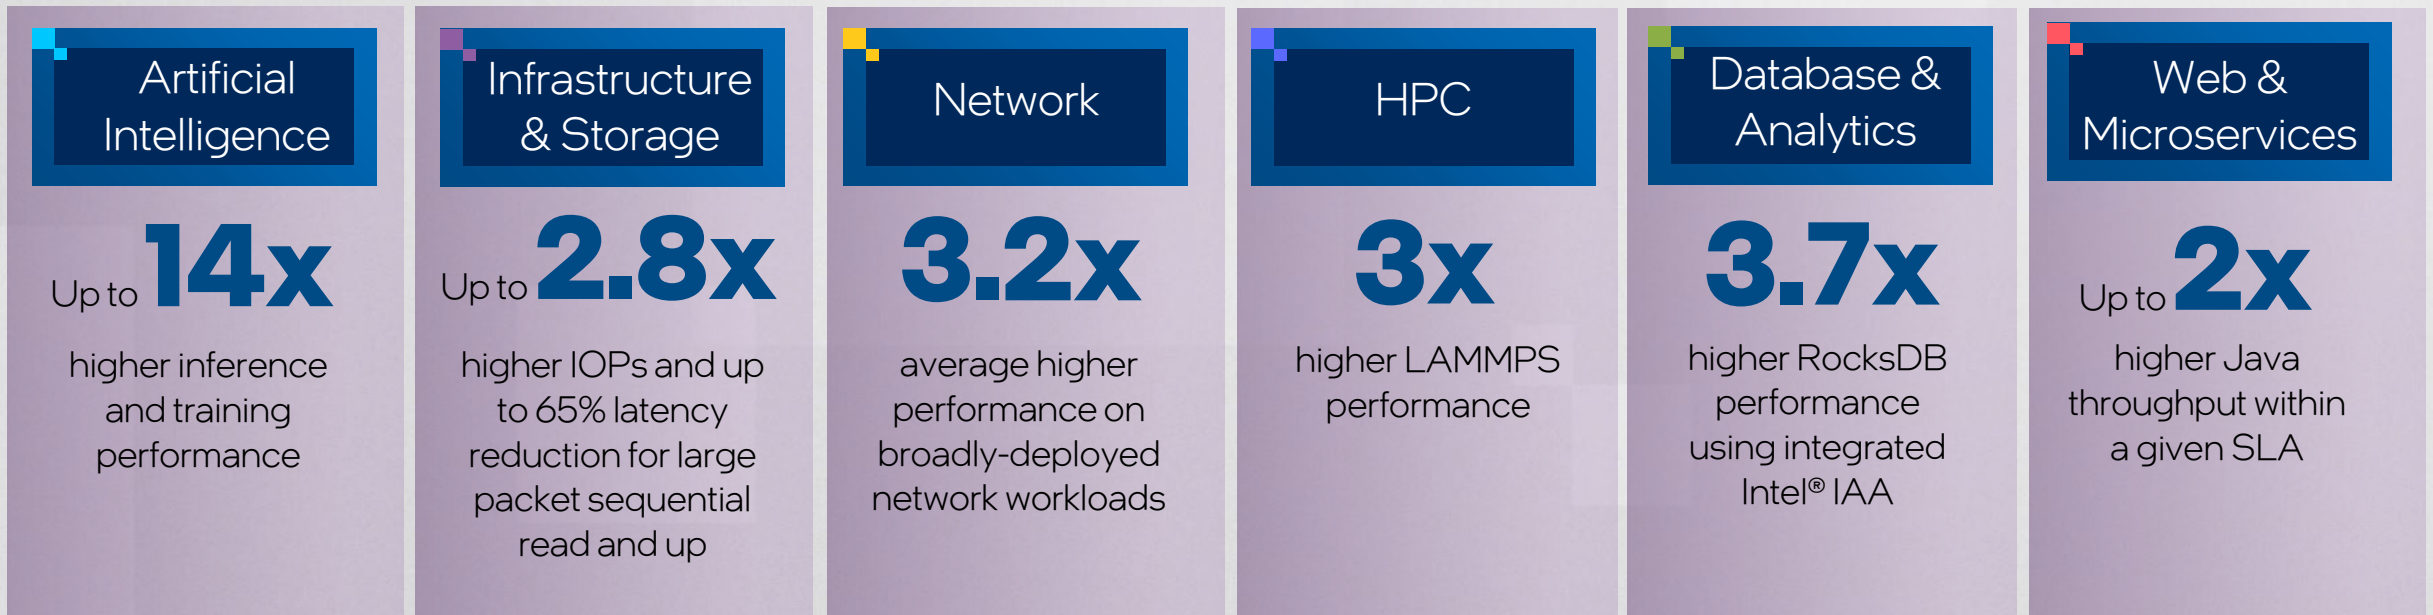 Artificial
Intelligence
Up to 14x
higher inference
and training
performance
Infrastructure
& Storage
Up to 2.8x
higher IOPs and up
to 65% latency
reduction for large
packet sequential
read and up
Network
3.2x
average higher
performance on
broadly-deployed
network workloads
HPC
3x
higher LAMMPS
performance
Database &
Analytics
3.7x
higher RocksDB
performance
using integrated
Intel® IAA
Web &
Microservices
Up to 2x
higher Java
throughput within
a given SLA